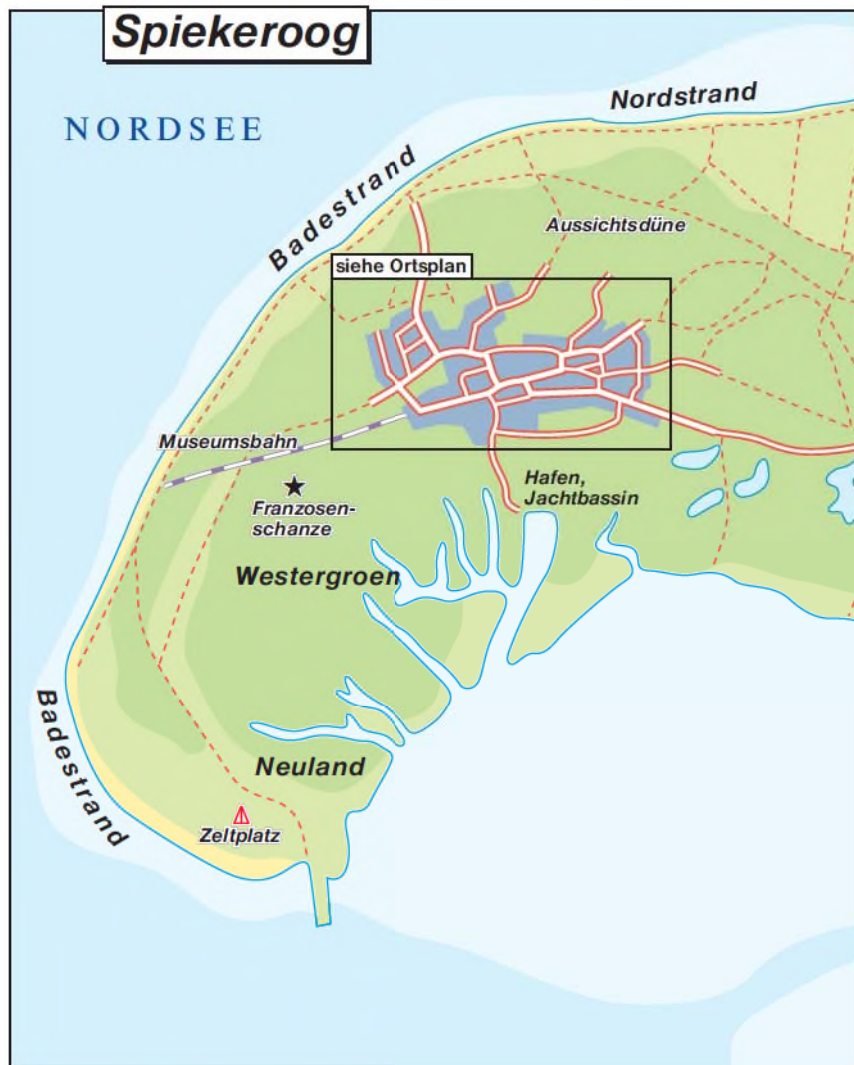 Spiekeroog
NORDSEE
Nordstrand
Badestrand
Aussichtsdüne
siehe Ortsplan
Museumsbahn
Hafen,
Jachtbassin
Franzosen-
schanze
Westergroen
Badestrand
Neuland
Zeltplatz